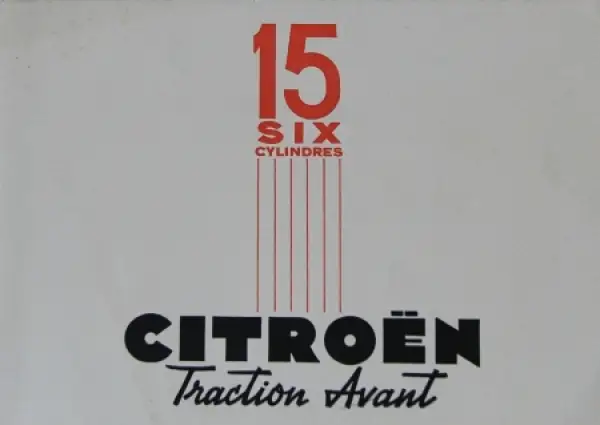 15
SIX
CYLINDRES
CITROËN
Traction Avant